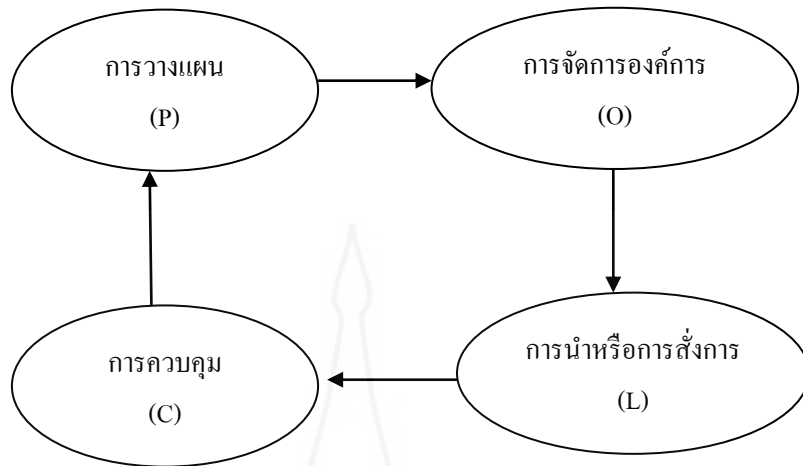 การวางแผน
(P)
การจัดการองค์การ
(O)
การนำหรือการสั่งการ
(L)
การควบคุม
(C)